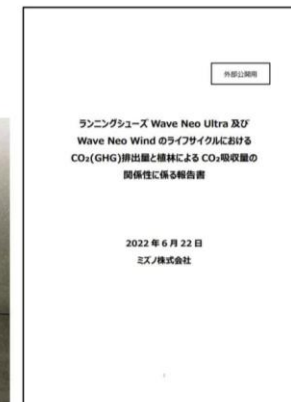 外部公開用
ランニングシューズ Wave Neo Ultra 及び
Wave Neo Wind のライフサイクルにおける
CO₂(GHG)排出量と植林による CO₂吸収量の
関係性に係る報告書
2022 年 6 月 22 日
ミズノ株式会社